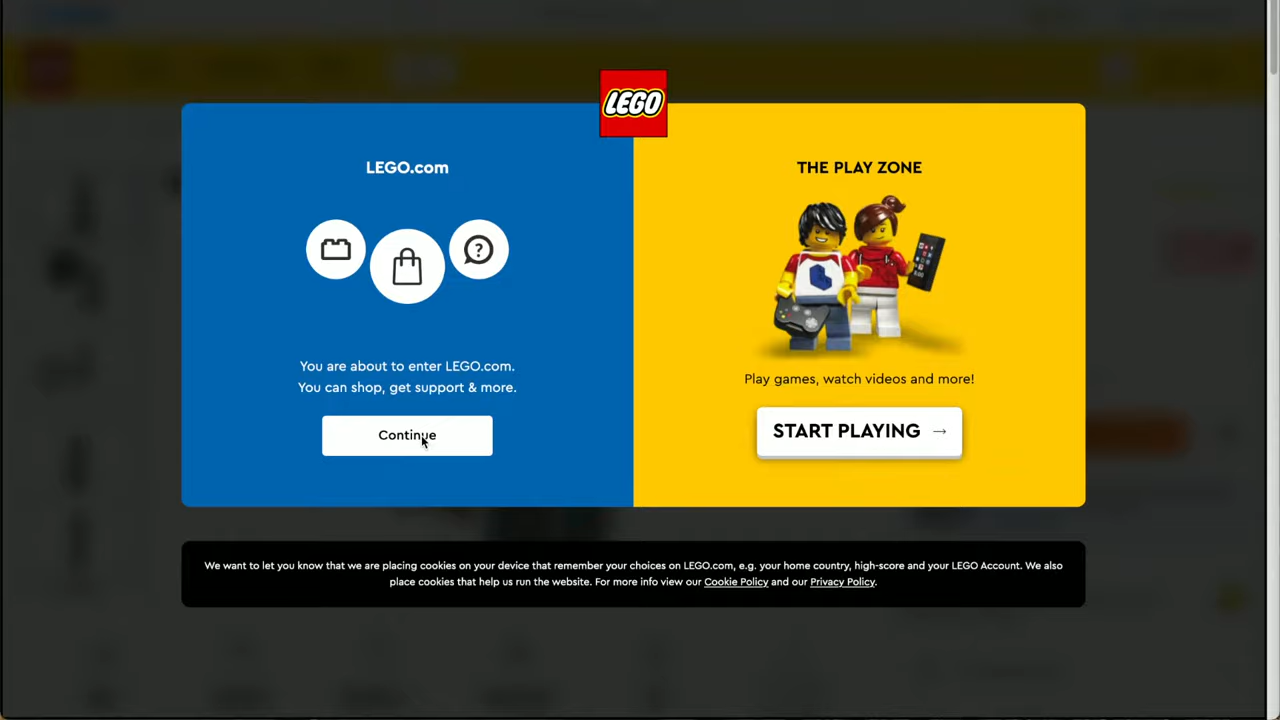 LEGO
LEGO.com
You are about to enter LEGO.com.
You can shop, get support & more.
Continue
THE PLAY ZONE
Play games, watch videos and more!
START PLAYING →
We want to let you know that we are placing cookies on your device that remember your choices on LEGO.com, e.g. your home country, high-score and your LEGO Account. We also
place cookies that help us run the website. For more info view our Cookie Policy and our Privacy Policy.